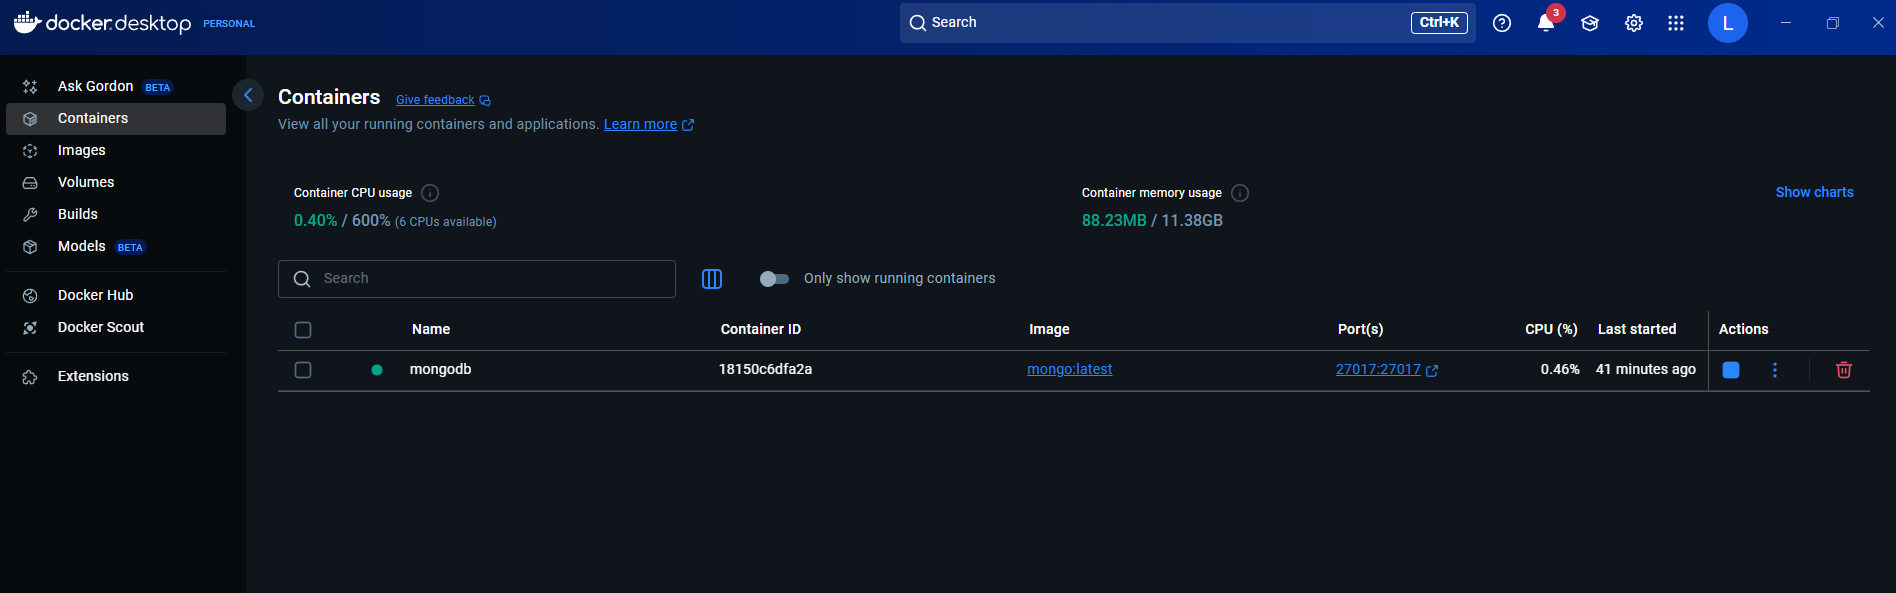 docker.desktop PERSONAL
Search
Ctrl+K
3
L
Ask Gordon BETA
Containers
Images
Volumes
Builds
Models BETA
Docker Hub
Docker Scout
Extensions
Containers Give feedback
View all your running containers and applications. Learn more
Container CPU usage
0.40% / 600% (6 CPUs available)
Container memory usage
88.23MB / 11.38GB
Show charts
Search
Only show running containers
Name Container ID Image Port(s) CPU (%) Last started Actions
mongodb 18150c6dfa2a mongo:latest 27017:27017 0.46% 41 minutes ago